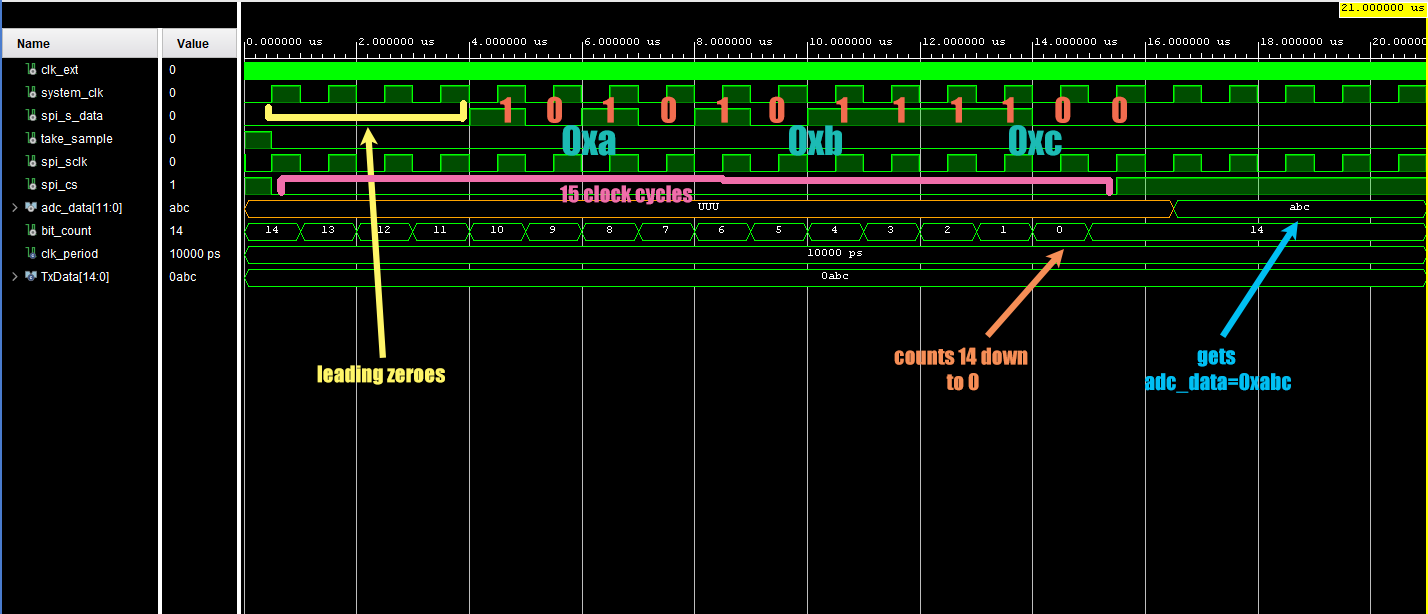 21.000000 us
Name Value
0.000000 us 2.000000 us 4.000000 us 6.000000 us 8.000000 us 10.000000 us 12.000000 us 14.000000 us 16.000000 us 18.000000 us 20.00000
clk_ext 0
system_clk 0
spi_s_data 0 1 0 1 0 1 0 1 1 1 1 0 0
take_sample 0 0xa 0xb 0xc
spi_sclk 0
spi_cs 1 15 clock cycles
adc_data[11:0] abc UUU abc
bit_count 14 14 13 12 11 10 9 8 7 6 5 4 3 2 1 0 14
clk_period 10000 ps 10000 ps
TxData[14:0] 0abc 0abc
leading zeroes
counts 14 down
to 0
gets
adc_data=0xabc